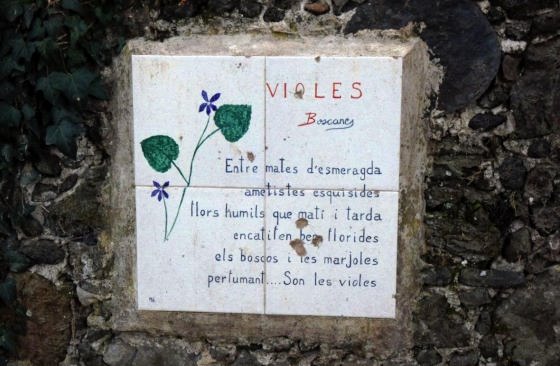 VIOLES
Boscanes
Entre mates d'esmeragda
ametistes esquisides
flors humils que mati i tarda
encatifen ben florides
els boscos i les marjoles
perfumant....Son les violes